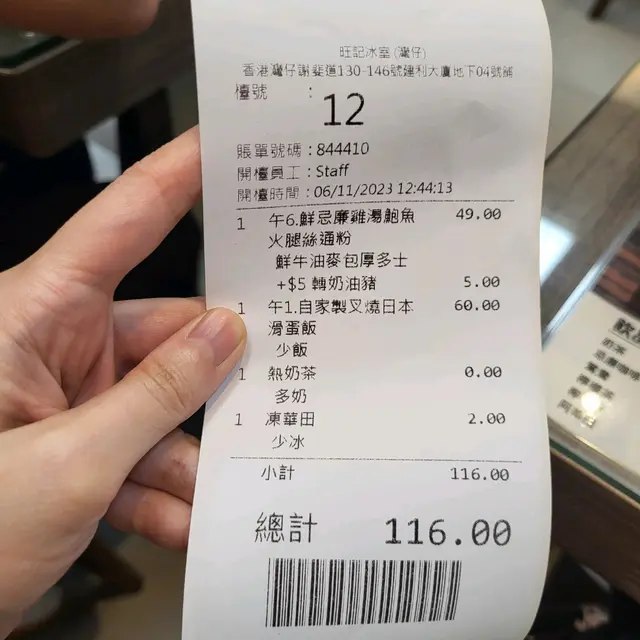 旺記冰室 (灣仔)
香港灣仔謝斐道130-146號建利大廈地下04號舖
檯號 :
12
賬單號碼 : 844410
開檯員工 : Staff
開檯時間 : 06/11/2023 12:44:13
1 午6.鮮忌廉雞湯鮑魚 49.00
火腿絲通粉
鮮牛油麥包厚多士
+$5 轉奶油豬 5.00
1 午1.自家製叉燒日本 60.00
滑蛋飯
少飯
1 熱奶茶 0.00
多奶
1 凍華田 2.00
少冰
小計 116.00
總計 116.00